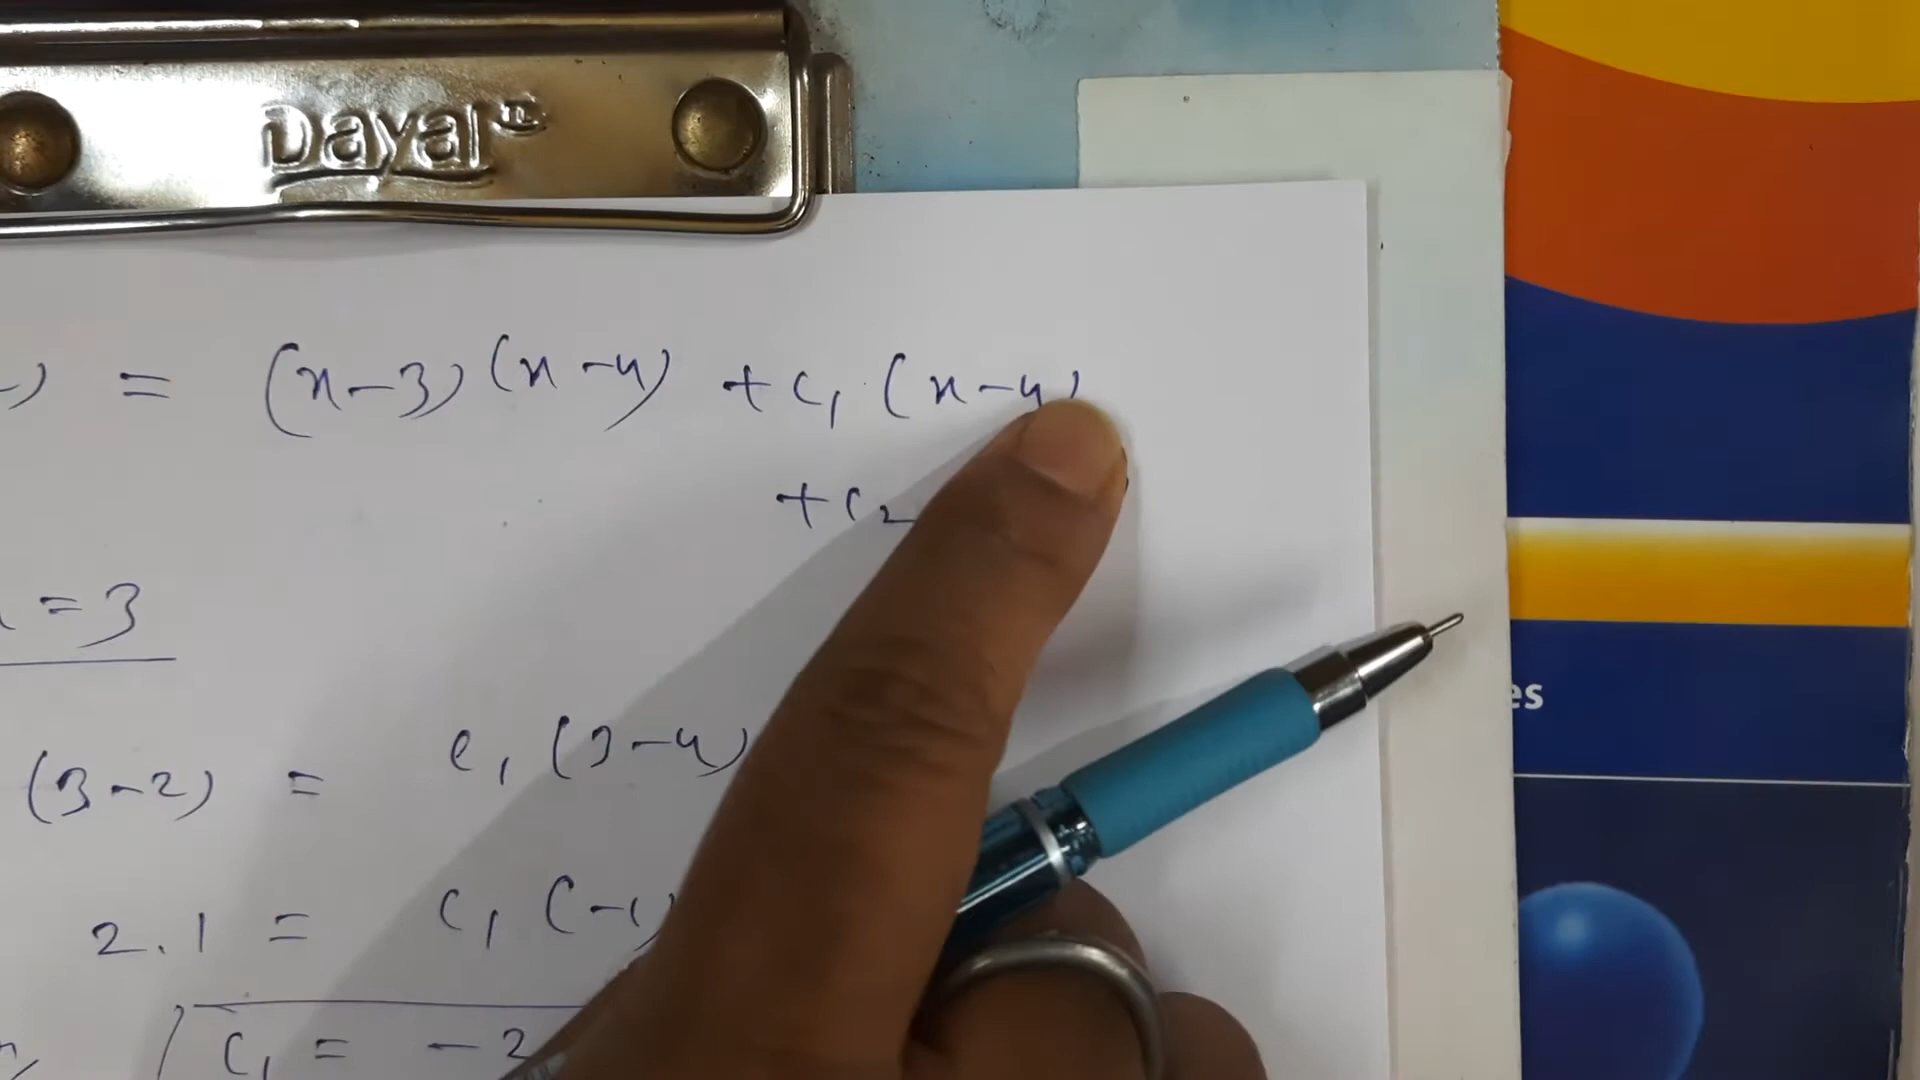 Dayal
) = (x-3)(x-4) + c₁ (x-4)
+c₂
= 3
(3-2) = c₁ (3-4)
2.1 = c₁ (-1)
c₁ = -2
es